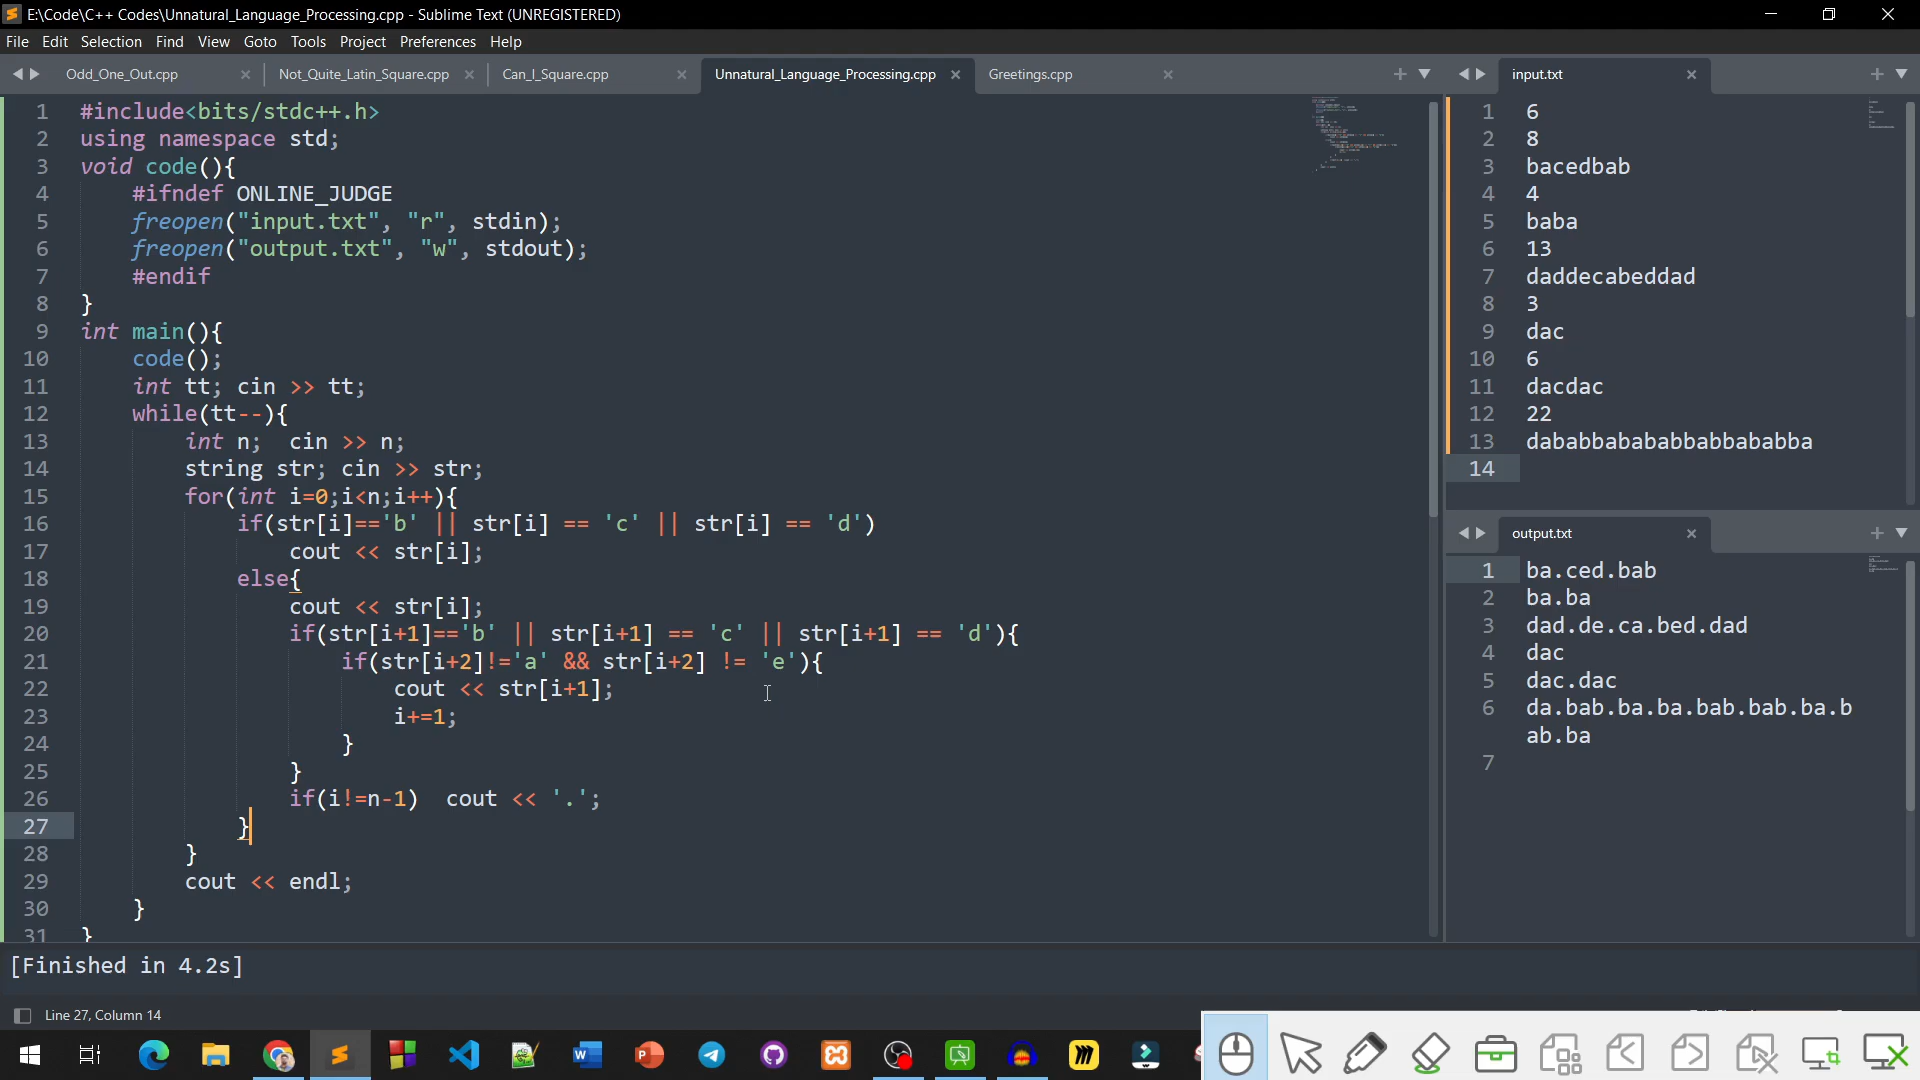 E:\Code\C++ Codes\Unnatural_Language_Processing.cpp - Sublime Text (UNREGISTERED)
File Edit Selection Find View Goto Tools Project Preferences Help
Odd_One_Out.cpp Not_Quite_Latin_Square.cpp Can_I_Square.cpp Unnatural_Language_Processing.cpp Greetings.cpp
1 #include<bits/stdc++.h>
2 using namespace std;
3 void code(){
4 #ifndef ONLINE_JUDGE
5 freopen("input.txt", "r", stdin);
6 freopen("output.txt", "w", stdout);
7 #endif
8 }
9 int main(){
10 code();
11 int tt; cin >> tt;
12 while(tt--){
13 int n;  cin >> n;
14 string str; cin >> str;
15 for(int i=0;i<n;i++){
16 if(str[i]=='b' || str[i] == 'c' || str[i] == 'd')
17 cout << str[i];
18 else{
19 cout << str[i];
20 if(str[i+1]=='b' || str[i+1] == 'c' || str[i+1] == 'd'){
21 if(str[i+2]!='a' && str[i+2] != 'e'){
22 cout << str[i+1];
23 i+=1;
24 }
25 }
26 if(i!=n-1)  cout << '.';
27 }
28 }
29 cout << endl;
30 }
31 }
input.txt
1 6
2 8
3 bacedbab
4 4
5 baba
6 13
7 daddecabeddad
8 3
9 dac
10 6
11 dacdac
12 22
13 dababbabababbabbababba
14
output.txt
1 ba.ced.bab
2 ba.ba
3 dad.de.ca.bed.dad
4 dac
5 dac.dac
6 da.bab.ba.ba.bab.bab.ba.b
ab.ba
7
[Finished in 4.2s]
Line 27, Column 14